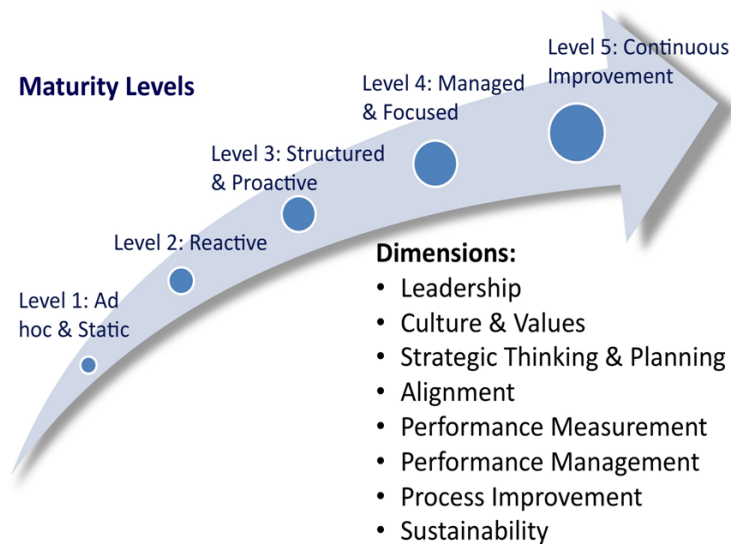 Maturity Levels
Level 1: Ad
hoc & Static
Level 2: Reactive
Level 3: Structured
& Proactive
Level 4: Managed
& Focused
Level 5: Continuous
Improvement
Dimensions:
• Leadership
• Culture & Values
• Strategic Thinking & Planning
• Alignment
• Performance Measurement
• Performance Management
• Process Improvement
• Sustainability